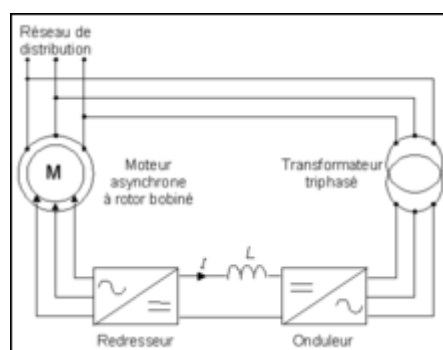 Réseau de
distribution
M
Moteur
asynchrone
à rotor bobiné
Transformateur
triphasé
I
L
Redresseur
Onduleur